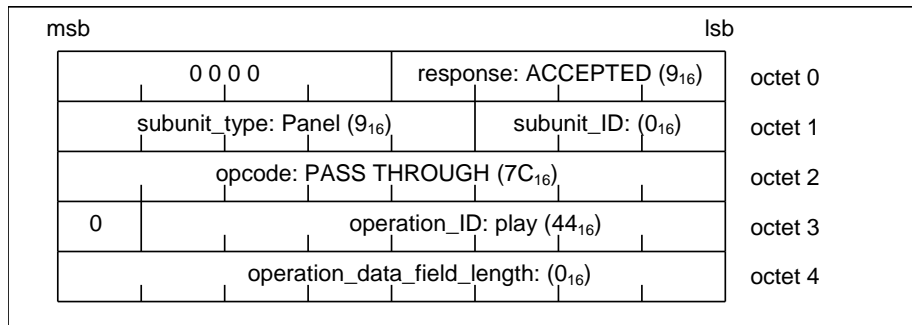 msb lsb
0 0 0 0 response: ACCEPTED (9₁₆) octet 0
subunit_type: Panel (9₁₆) subunit_ID: (0₁₆) octet 1
opcode: PASS THROUGH (7C₁₆) octet 2
0 operation_ID: play (44₁₆) octet 3
operation_data_field_length: (0₁₆) octet 4